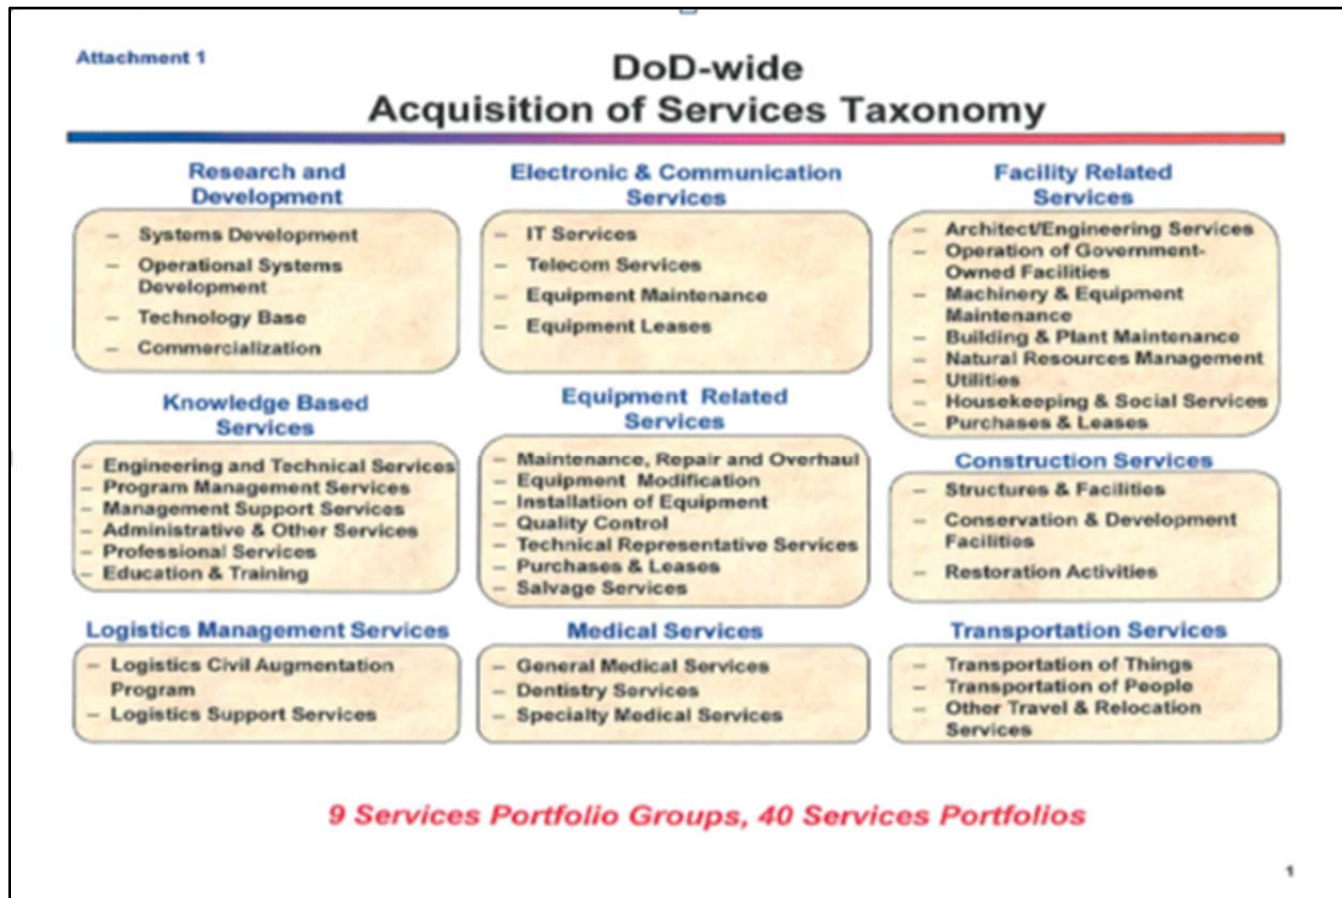 Attachment 1
DoD-wide
Acquisition of Services Taxonomy
Research and
Development
– Systems Development
– Operational Systems
Development
– Technology Base
– Commercialization
Electronic & Communication
Services
– IT Services
– Telecom Services
– Equipment Maintenance
– Equipment Leases
Facility Related
Services
– Architect/Engineering Services
– Operation of Government-
Owned Facilities
– Machinery & Equipment
Maintenance
– Building & Plant Maintenance
– Natural Resources Management
– Utilities
– Housekeeping & Social Services
– Purchases & Leases
Knowledge Based
Services
– Engineering and Technical Services
– Program Management Services
– Management Support Services
– Administrative & Other Services
– Professional Services
– Education & Training
Equipment Related
Services
– Maintenance, Repair and Overhaul
– Equipment Modification
– Installation of Equipment
– Quality Control
– Technical Representative Services
– Purchases & Leases
– Salvage Services
Construction Services
– Structures & Facilities
– Conservation & Development
Facilities
– Restoration Activities
Logistics Management Services
– Logistics Civil Augmentation
Program
– Logistics Support Services
Medical Services
– General Medical Services
– Dentistry Services
– Specialty Medical Services
Transportation Services
– Transportation of Things
– Transportation of People
– Other Travel & Relocation
Services
9 Services Portfolio Groups, 40 Services Portfolios
1